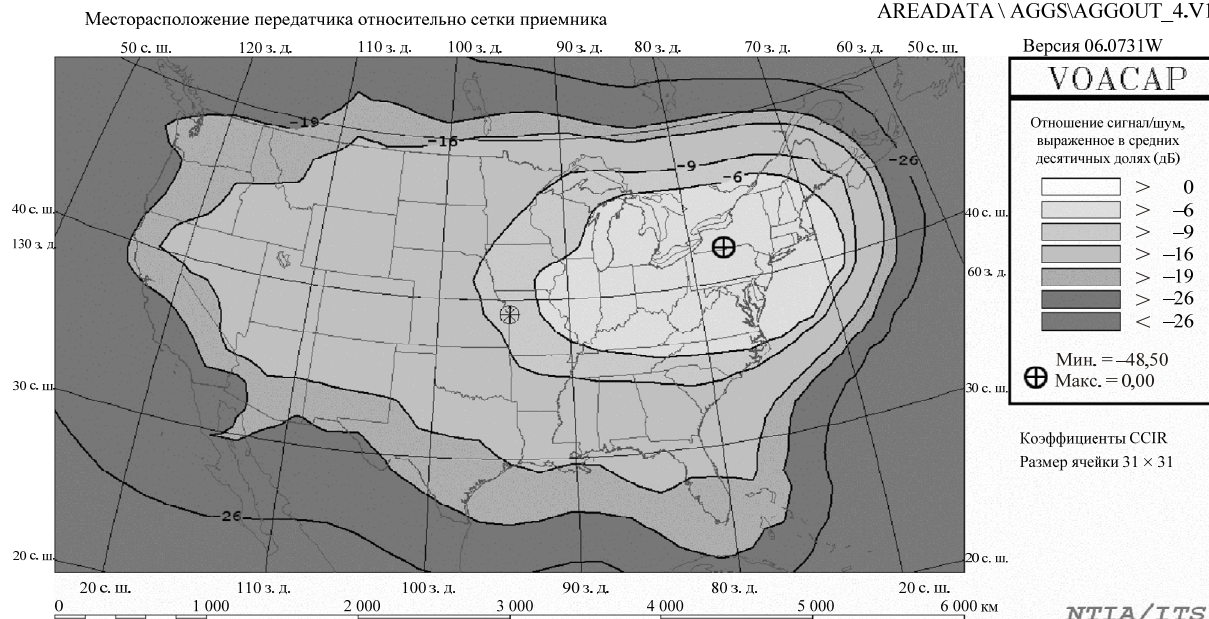 Месторасположение передатчика относительно сетки приемника
AREADATA \ AGGS\AGGOUT_4.V1
50 с. ш. 120 з. д. 110 з. д. 100 з. д. 90 з. д. 80 з. д. 70 з. д. 60 з. д. 50 с. ш.
Версия 06.0731W
VOACAP
Отношение сигнал/шум,
выраженное в средних
десятичных долях (дБ)
> 0
> –6
> –9
> –16
> –19
> –26
< –26
Мин. = –48,50
Макс. = 0,00
Коэффициенты CCIR
Размер ячейки 31 × 31
-19
-16
-9
-6
-26
40 с. ш.
40 с. ш.
130 з. д.
60 з. д.
30 с. ш.
30 с. ш.
-26
20 с. ш.
20 с. ш.
20 с. ш. 110 з. д. 100 з. д. 90 з. д. 80 з. д. 20 с. ш.
0 1 000 2 000 3 000 4 000 5 000 6 000 км
NTIA/ITS